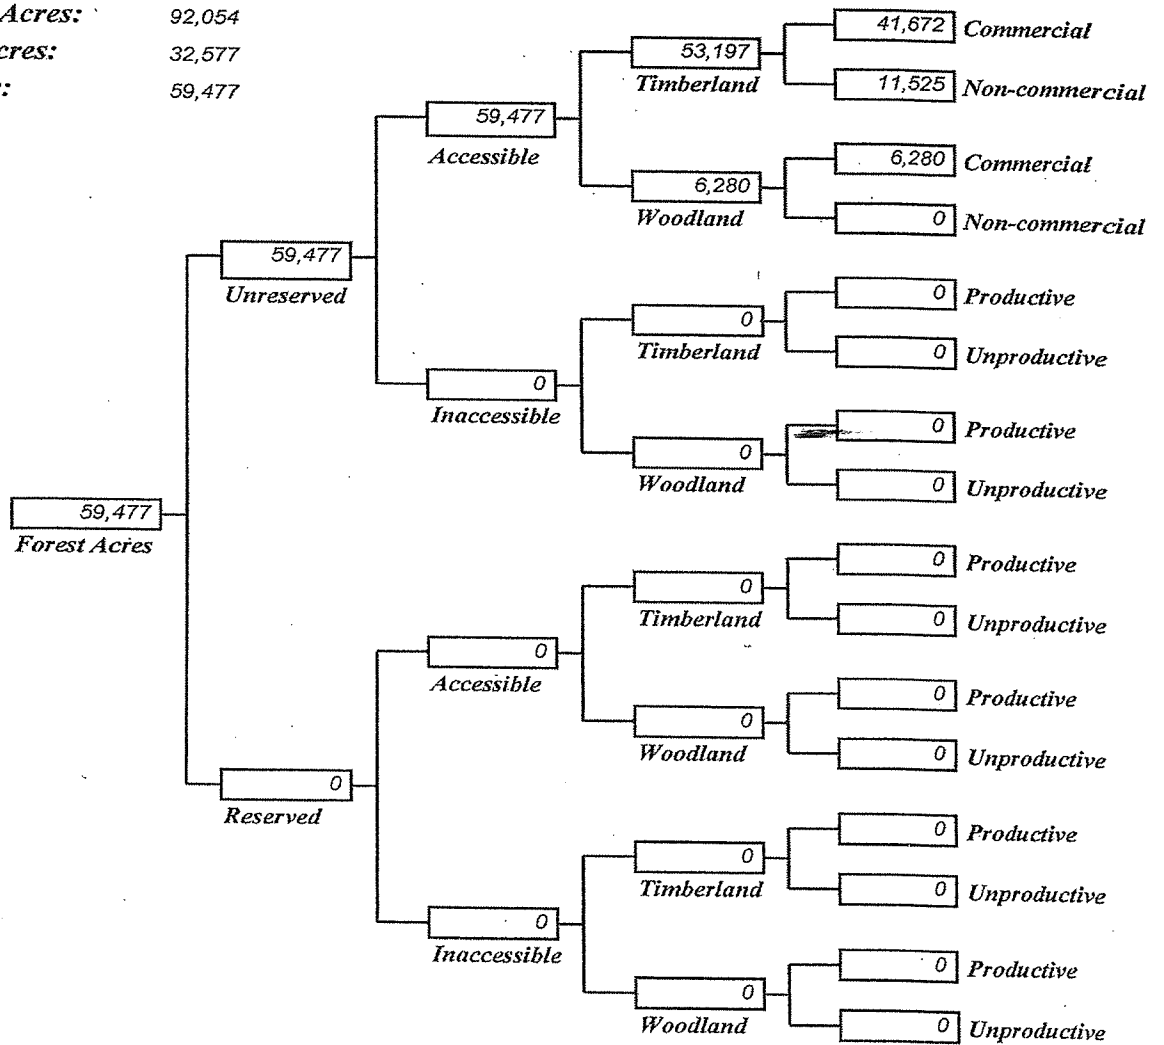 Acres: 92,054
cres: 32,577
: 59,477
41,672 Commercial
53,197
Timberland
11,525 Non-commercial
59,477
Accessible
6,280 Commercial
6,280
Woodland
0 Non-commercial
59,477
Unreserved
0 Productive
0
Timberland
0 Unproductive
0
Inaccessible
0 Productive
0
Woodland
0 Unproductive
59,477
Forest Acres
0 Productive
0
Timberland
0 Unproductive
0
Accessible
0 Productive
0
Woodland
0 Unproductive
0
Reserved
0 Productive
0
Timberland
0 Unproductive
0
Inaccessible
0 Productive
0
Woodland
0 Unproductive